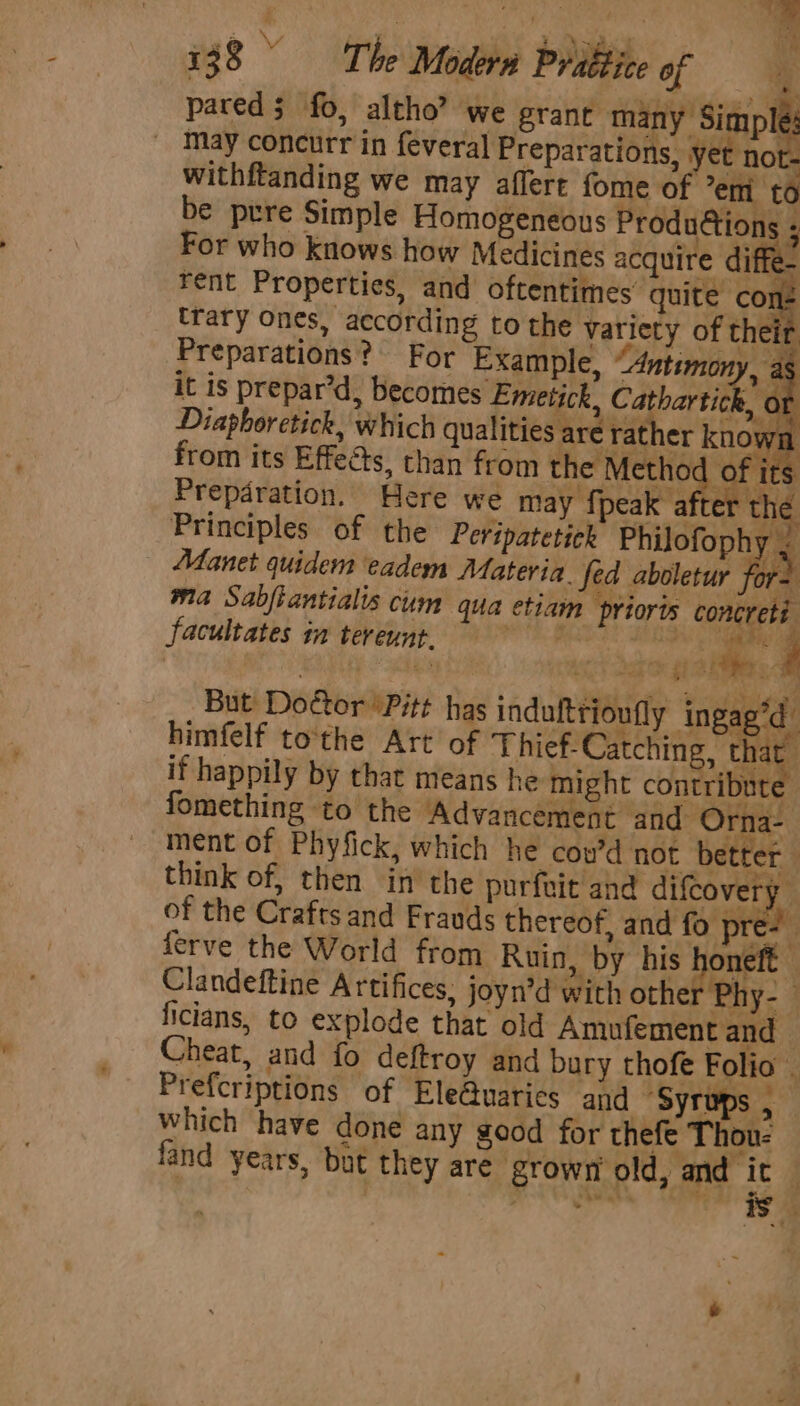 138 The Modern Practice of
pared; ſo, altho' we grant many Simples
may concurr in ſeveral Preparations, yet not-
withſtanding we may aſſert ſome of 'em to
be pure Simple Homogeneous Productions;
For who knows how Medicines acquire diffe-
rent Properties, and oftentimes quite con-
trary ones, according to the variety of their
Preparations? For Example, Antimony, as
it is prepar'd, becomes Emetick, Cathartick, or
Diaphoretick, which qualities are rather known
from its Effects, than from the Method of its
Preparation. Here we may ſpeak after the
Principles of the Peripatetick Philoſophy;
Manet quidem eadem Materia ſed aboletur for-
ma Sabſtantialis cum qua etiam prioris concreti
facultates in tereunt.
But Doctor Pitt has induſtriouſly ingag'd
himſelf to the Art of Thief-Catching, that
if happily by that means he might contribute
ſomething to the Advancement and Orna-
ment of Phyſick, which he cou'd not better
think of, then in the purſuit and diſcovery
of the Crafts and Frauds thereof, and ſo pre-
ſerve the World from Ruin, by his honeſt
Clandeſtine Artifices, joyn'd with other Phy-
ſicians, to explode that old Amuſement and
Cheat, and ſo deſtroy and bury thoſe Folio
Preſcriptions of Electuaries and Syrups,
which have done any good for theſe Thou-
ſand years, but they are grown old, and it
is